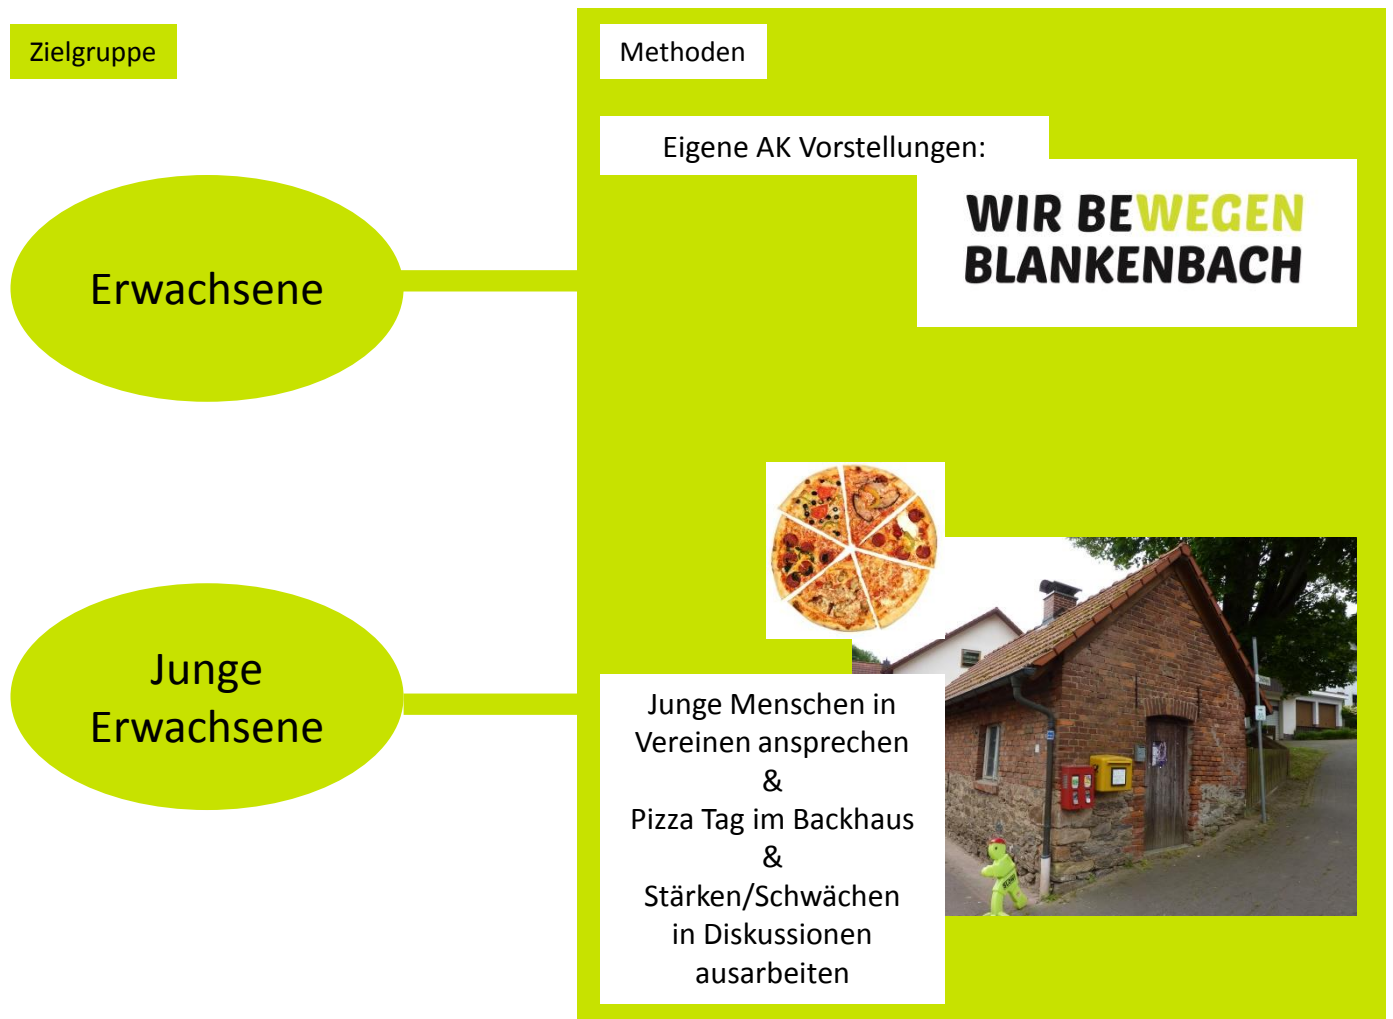 Zielgruppe
Methoden
Eigene AK Vorstellungen:
WIR BEWEGEN
BLANKENBACH
Erwachsene
Junge
Erwachsene
Junge Menschen in
Vereinen ansprechen
&
Pizza Tag im Backhaus
&
Stärken/Schwächen
in Diskussionen
ausarbeiten